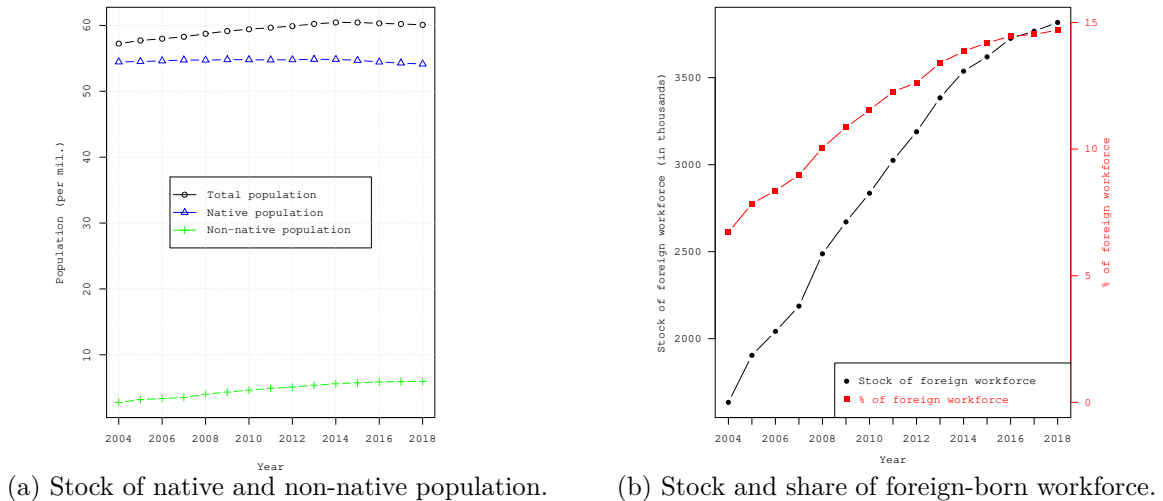 60
50
40
30
20
10
Population (per mil.)
Total population
Native population
Non-native population
2004 2006 2008 2010 2012 2014 2016 2018
Year
(a) Stock of native and non-native population.
3500
3000
2500
2000
Stock of foreign workforce (in thousands)
15
10
5
0
% of foreign workforce
Stock of foreign workforce
% of foreign workforce
2004 2006 2008 2010 2012 2014 2016 2018
Year
(b) Stock and share of foreign-born workforce.